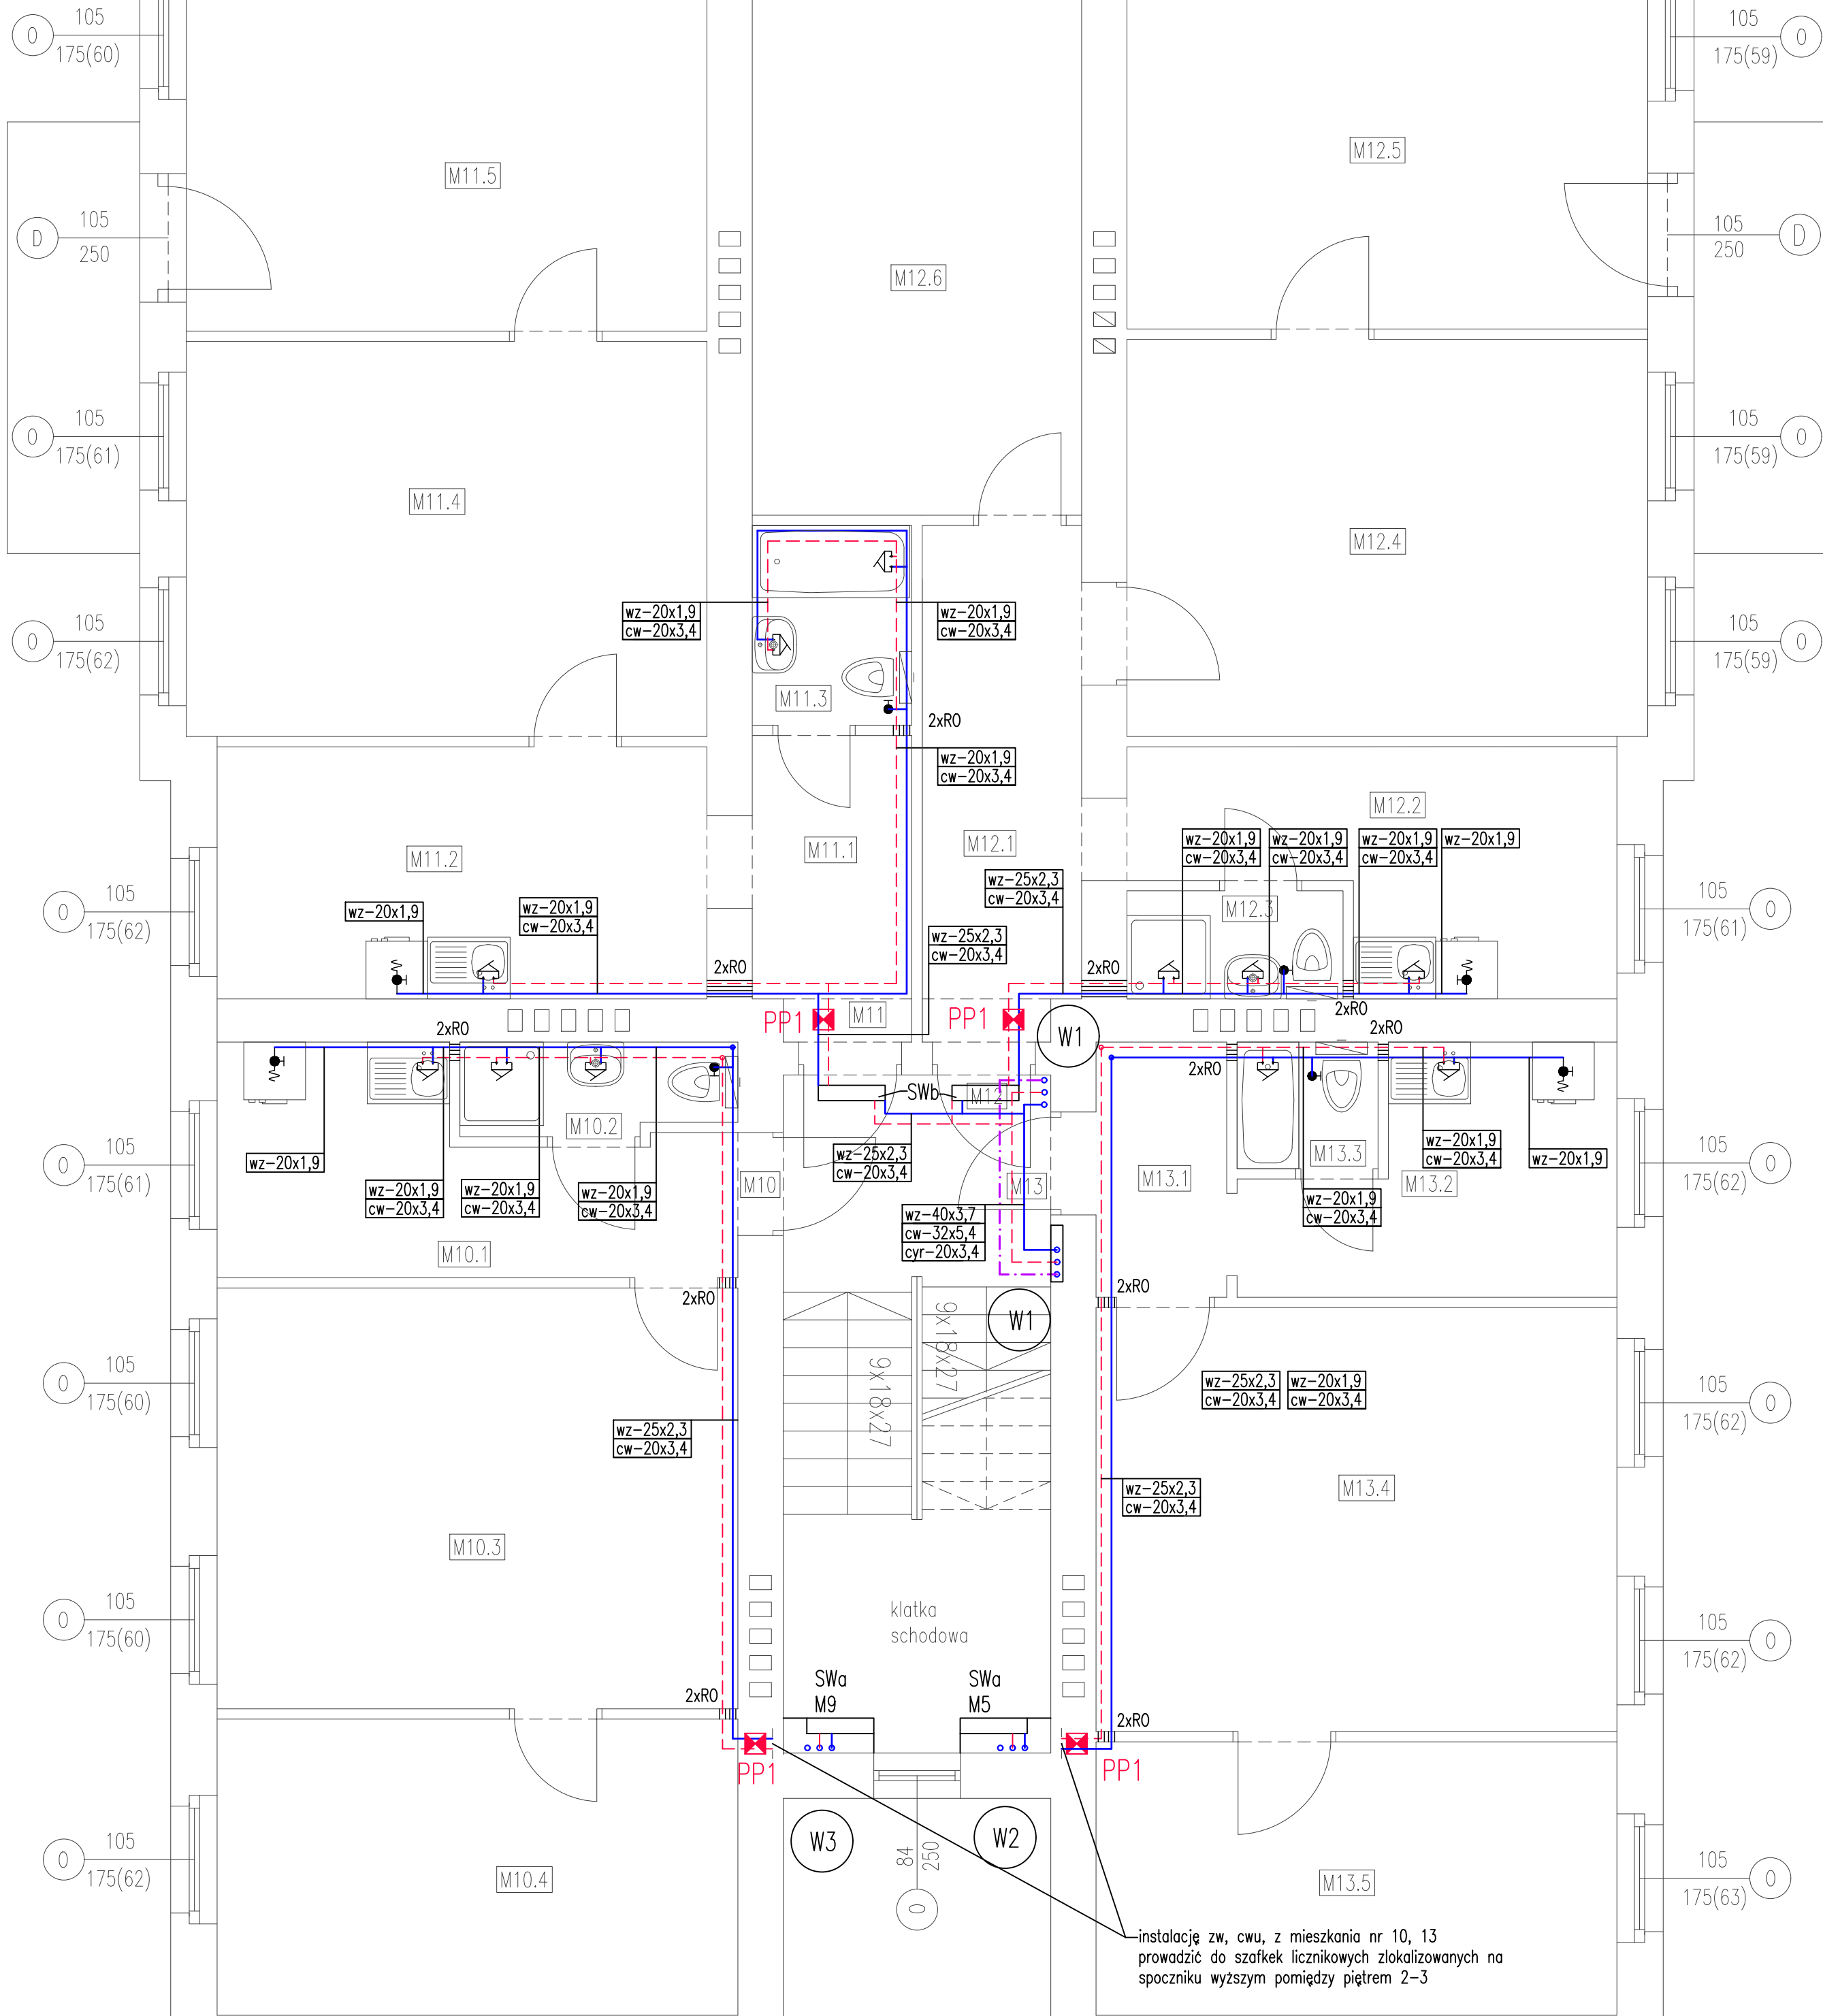 105
O
175(60)
105
O
175(59)
M12.5
M11.5
105
D
250
105
D
250
M12.6
105
O
175(61)
105
O
175(59)
M11.4
M12.4
wz-20x1,9
cw-20x3,4
wz-20x1,9
cw-20x3,4
105
O
175(62)
105
O
175(59)
M11.3
2xRO
wz-20x1,9
cw-20x3,4
M12.2
M11.1
M12.1
M11.2
wz-20x1,9
cw-20x3,4
wz-20x1,9
cw-20x3,4
wz-20x1,9
cw-20x3,4
wz-20x1,9
wz-25x2,3
cw-20x3,4
M12.3
105
O
175(62)
105
O
175(61)
wz-20x1,9
wz-20x1,9
cw-20x3,4
wz-25x2,3
cw-20x3,4
2xRO
2xRO
2xRO
PP1
M11
PP1
W1
2xRO
2xRO
2xRO
SWb
M12
M10.2
105
O
175(61)
wz-20x1,9
wz-25x2,3
cw-20x3,4
M13.3
wz-20x1,9
cw-20x3,4
wz-20x1,9
105
O
175(62)
wz-20x1,9
cw-20x3,4
wz-20x1,9
cw-20x3,4
wz-20x1,9
cw-20x3,4
M10
M13
M13.1
M13.2
wz-20x1,9
cw-20x3,4
wz-40x3,7
cw-32x5,4
cyr-20x3,4
M10.1
2xRO
2xRO
W1
9x18x27
9x18x27
105
O
175(60)
wz-25x2,3
cw-20x3,4
wz-20x1,9
cw-20x3,4
105
O
175(62)
wz-25x2,3
cw-20x3,4
wz-25x2,3
cw-20x3,4
M13.4
M10.3
105
O
175(60)
klatka
schodowa
105
O
175(62)
2xRO
SWa
M9
SWa
M5
2xRO
PP1
PP1
W3
W2
84
250
O
105
O
175(62)
M10.4
M13.5
105
O
175(63)
instalację zw, cwu, z mieszkania nr 10, 13
prowadzić do szafkek licznikowych zlokalizowanych na
spoczniku wyższym pomiędzy piętrem 2-3